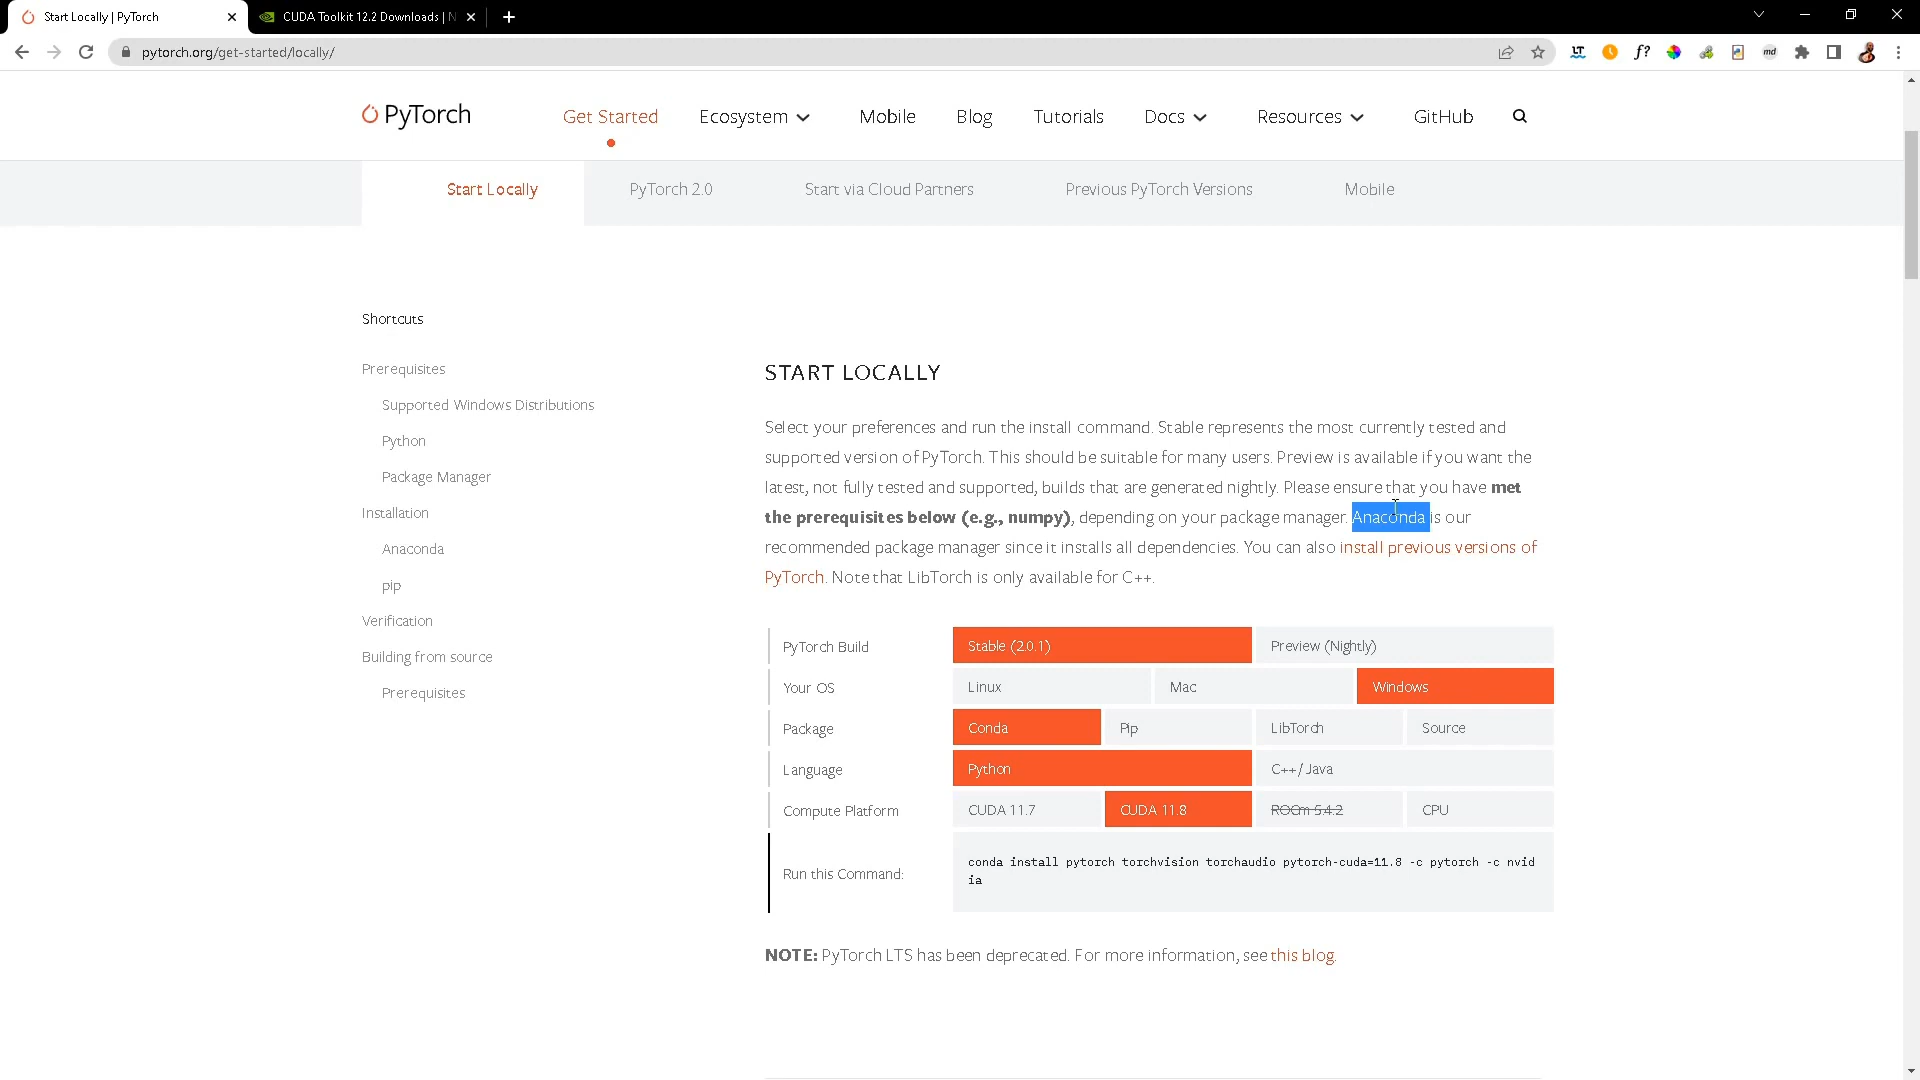 Start Locally | PyTorch
CUDA Toolkit 12.2 Downloads | N
pytorch.org/get-started/locally/
LT
f?
md
PyTorch
Get Started
Ecosystem
Mobile
Blog
Tutorials
Docs
Resources
GitHub
Start Locally
PyTorch 2.0
Start via Cloud Partners
Previous PyTorch Versions
Mobile
Shortcuts
Prerequisites
Supported Windows Distributions
Python
Package Manager
Installation
Anaconda
pip
Verification
Building from source
Prerequisites
START LOCALLY
Select your preferences and run the install command. Stable represents the most currently tested and
supported version of PyTorch. This should be suitable for many users. Preview is available if you want the
latest, not fully tested and supported, builds that are generated nightly. Please ensure that you have met
the prerequisites below (e.g., numpy), depending on your package manager. Anaconda is our
recommended package manager since it installs all dependencies. You can also install previous versions of
PyTorch. Note that LibTorch is only available for C++.
PyTorch Build
Stable (2.0.1)
Preview (Nightly)
Your OS
Linux
Mac
Windows
Package
Conda
Pip
LibTorch
Source
Language
Python
C++/Java
Compute Platform
CUDA 11.7
CUDA 11.8
ROCm 5.4.2
CPU
Run this Command:
conda install pytorch torchvision torchaudio pytorch-cuda=11.8 -c pytorch -c nvid
ia
NOTE: PyTorch LTS has been deprecated. For more information, see this blog.